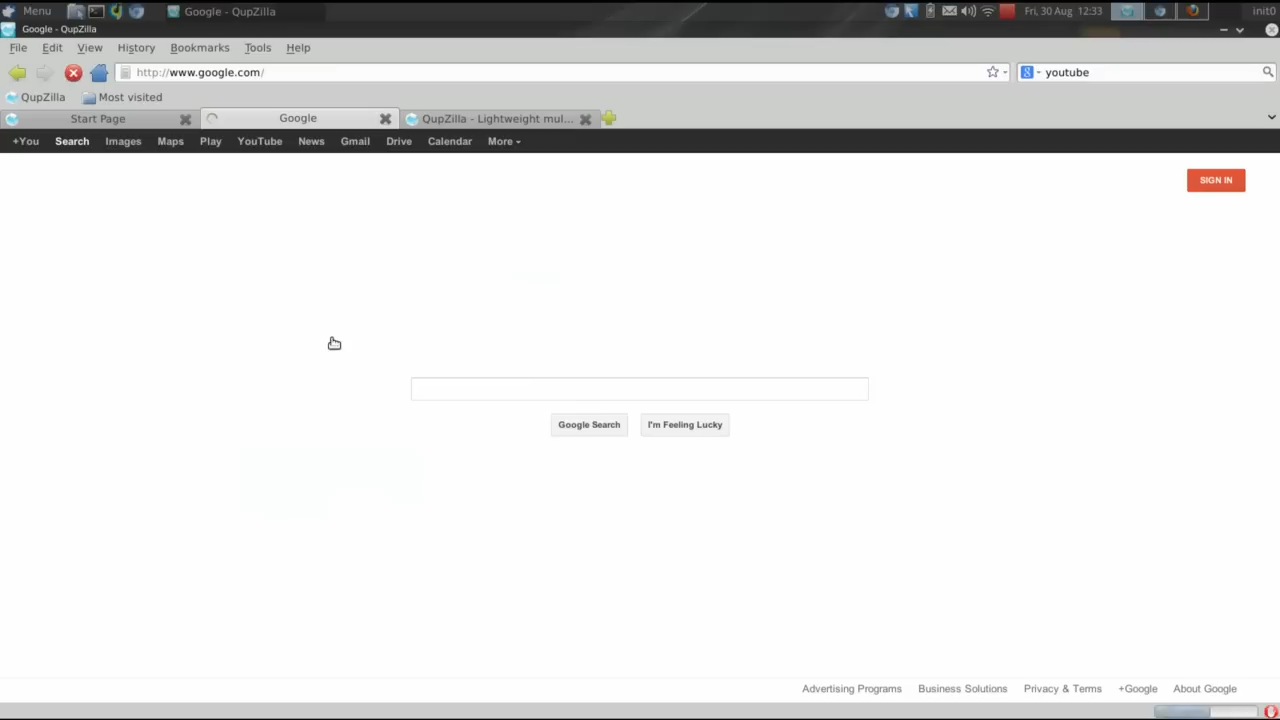 Menu Google - QupZilla Fri, 30 Aug 12:33 init0
Google - QupZilla
File Edit View History Bookmarks Tools Help
http://www.google.com/ youtube
QupZilla Most visited
Start Page Google QupZilla - Lightweight mul...
+You Search Images Maps Play YouTube News Gmail Drive Calendar More
SIGN IN
Google Search I'm Feeling Lucky
Advertising Programs Business Solutions Privacy & Terms +Google About Google